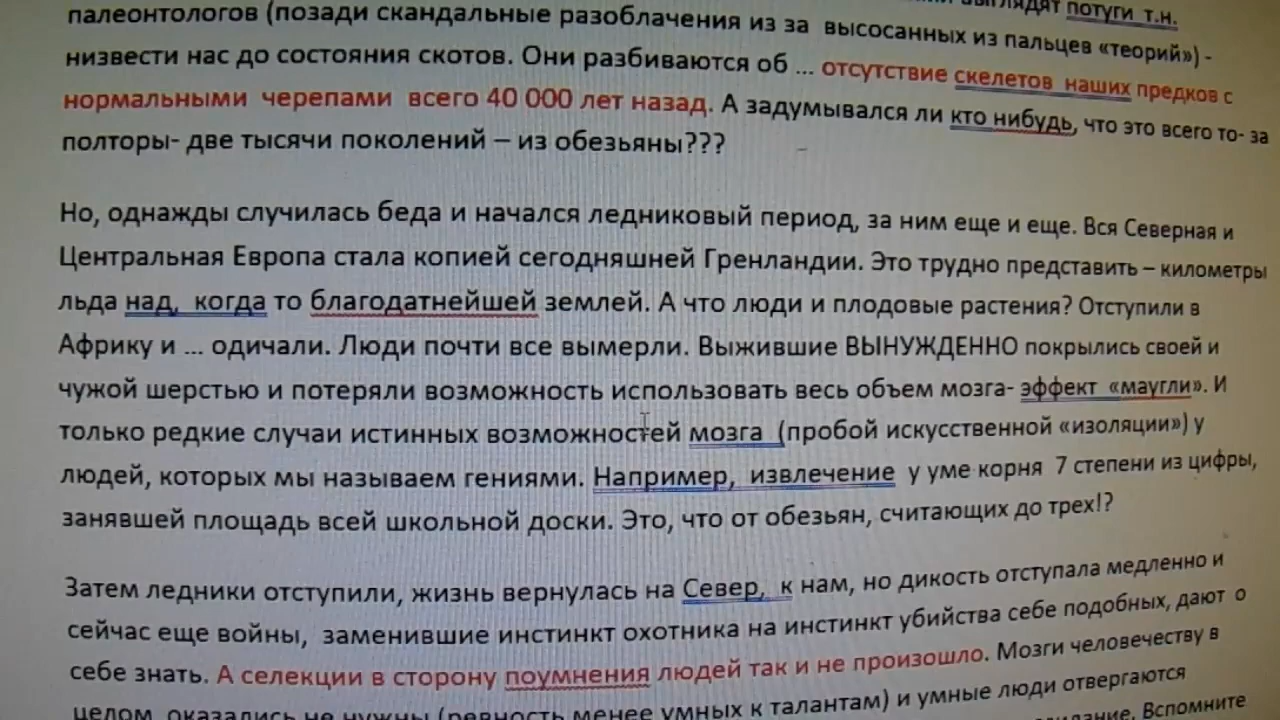 выглядят потуги т.н.
палеонтологов (позади скандальные разоблачения из за высосанных из пальцев «теорий») -
низвести нас до состояния скотов. Они разбиваются об ... отсутствие скелетов наших предков с
нормальными черепами всего 40 000 лет назад. А задумывался ли кто нибудь, что это всего то- за
полторы- две тысячи поколений – из обезьяны???
Но, однажды случилась беда и начался ледниковый период, за ним еще и еще. Вся Северная и
Центральная Европа стала копией сегодняшней Гренландии. Это трудно представить – километры
льда над, когда то благодатнейшей землей. А что люди и плодовые растения? Отступили в
Африку и ... одичали. Люди почти все вымерли. Выжившие ВЫНУЖДЕННО покрылись своей и
чужой шерстью и потеряли возможность использовать весь объем мозга- эффект «маугли». И
только редкие случаи истинных возможностей мозга (пробой искусственной «изоляции») у
людей, которых мы называем гениями. Например, извлечение у уме корня 7 степени из цифры,
занявшей площадь всей школьной доски. Это, что от обезьян, считающих до трех!?
Затем ледники отступили, жизнь вернулась на Север, к нам, но дикость отступала медленно и
сейчас еще войны, заменившие инстинкт охотника на инстинкт убийства себе подобных, дают о
себе знать. А селекции в сторону поумнения людей так и не произошло. Мозги человечеству в
целом оказались не нужны (ревность менее умных к талантам) и умные люди отвергаются
Вспомните